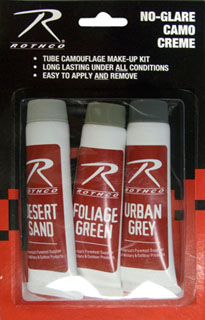 R
ROTHCO
NO-GLARE
CAMO
CREME
• TUBE CAMOUFLAGE MAKE-UP KIT
• LONG LASTING UNDER ALL CONDITIONS
• EASY TO APPLY AND REMOVE
R
ROTHCO
DESERT
SAND
R
ROTHCO
FOLIAGE
GREEN
R
ROTHCO
URBAN
GREY